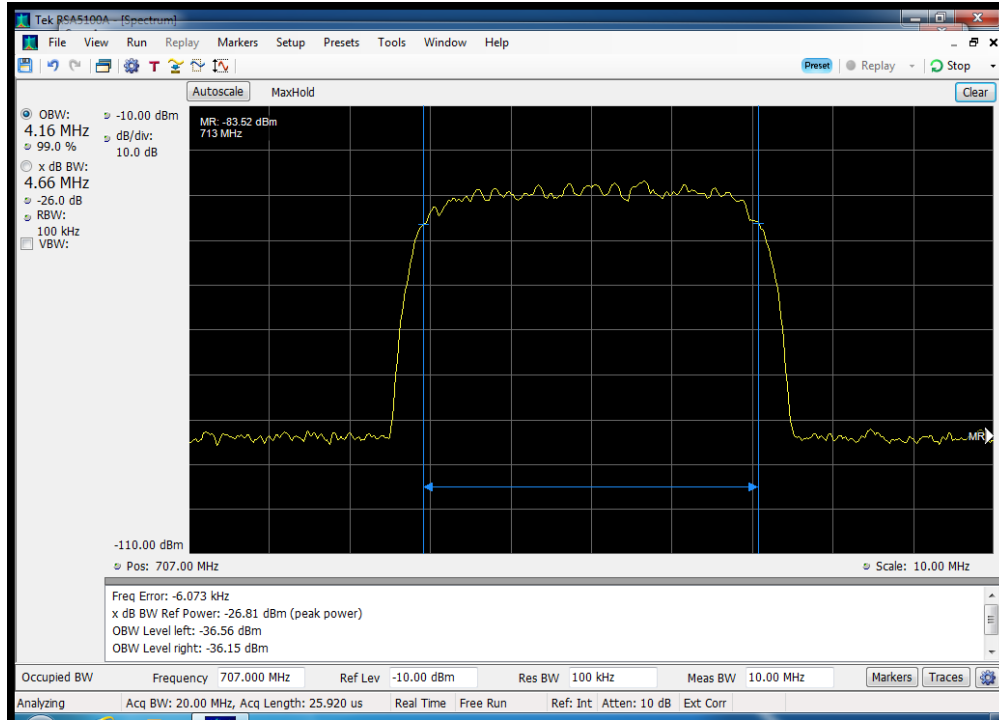 Tek RSA5100A - [Spectrum]
File View Run Replay Markers Setup Presets Tools Window Help
T Preset Replay Stop
Autoscale MaxHold Clear
OBW: -10.00 dBm
4.16 MHz dB/div:
99.0 % 10.0 dB
x dB BW:
4.66 MHz
-26.0 dB
RBW:
100 kHz
VBW:
MR: -83.52 dBm
713 MHz
MR
-110.00 dBm
Pos: 707.00 MHz Scale: 10.00 MHz
Freq Error: -6.073 kHz
x dB BW Ref Power: -26.81 dBm (peak power)
OBW Level left: -36.56 dBm
OBW Level right: -36.15 dBm
Occupied BW Frequency 707.000 MHz Ref Lev -10.00 dBm Res BW 100 kHz Meas BW 10.00 MHz Markers Traces
Analyzing Acq BW: 20.00 MHz, Acq Length: 25.920 us Real Time Free Run Ref: Int Atten: 10 dB Ext Corr